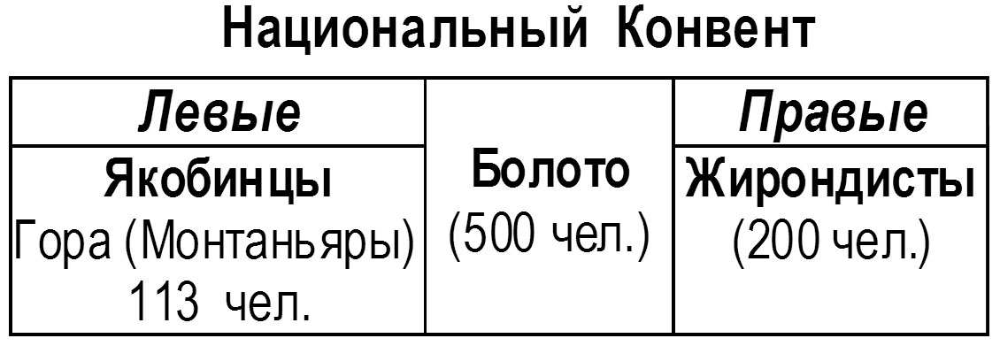 Национальный Конвент
Левые
Якобинцы
Гора (Монтаньяры)
113 чел.
Болото
(500 чел.)
Правые
Жирондисты
(200 чел.)